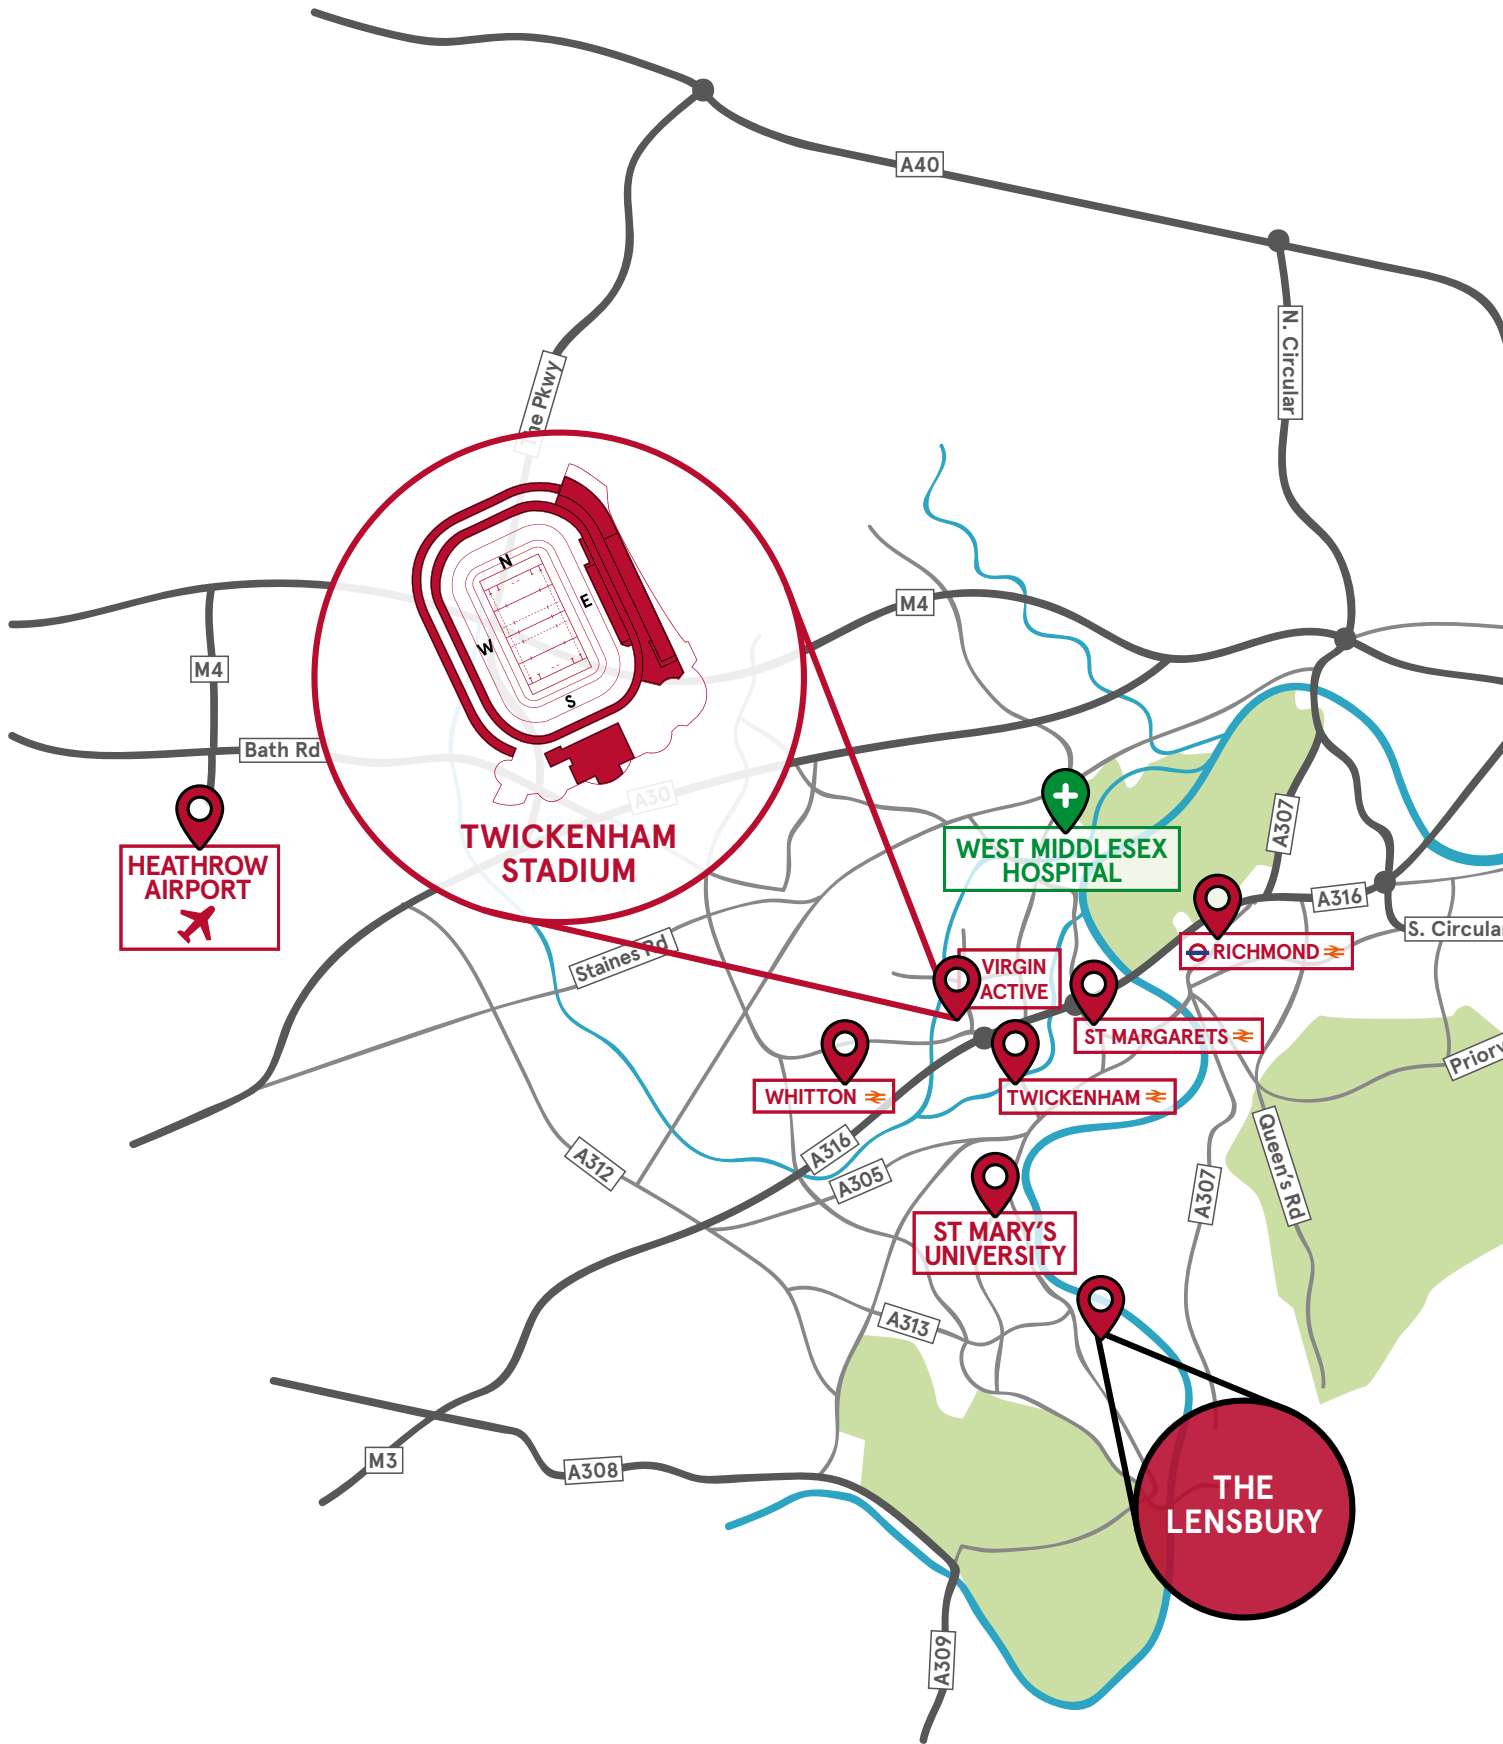 A40
N. Circular
he Pkwy
M4
M4
Bath Rd
A30
N
E
W
S
TWICKENHAM
STADIUM
HEATHROW
AIRPORT
WEST MIDDLESEX
HOSPITAL
A307
A316
S. Circular
RICHMOND
Staines Rd
VIRGIN
ACTIVE
ST MARGARETS
Priory
WHITTON
TWICKENHAM
A316
A312
A305
Queen's Rd
A307
ST MARY'S
UNIVERSITY
A313
M3
A308
THE
LENSBURY
A309